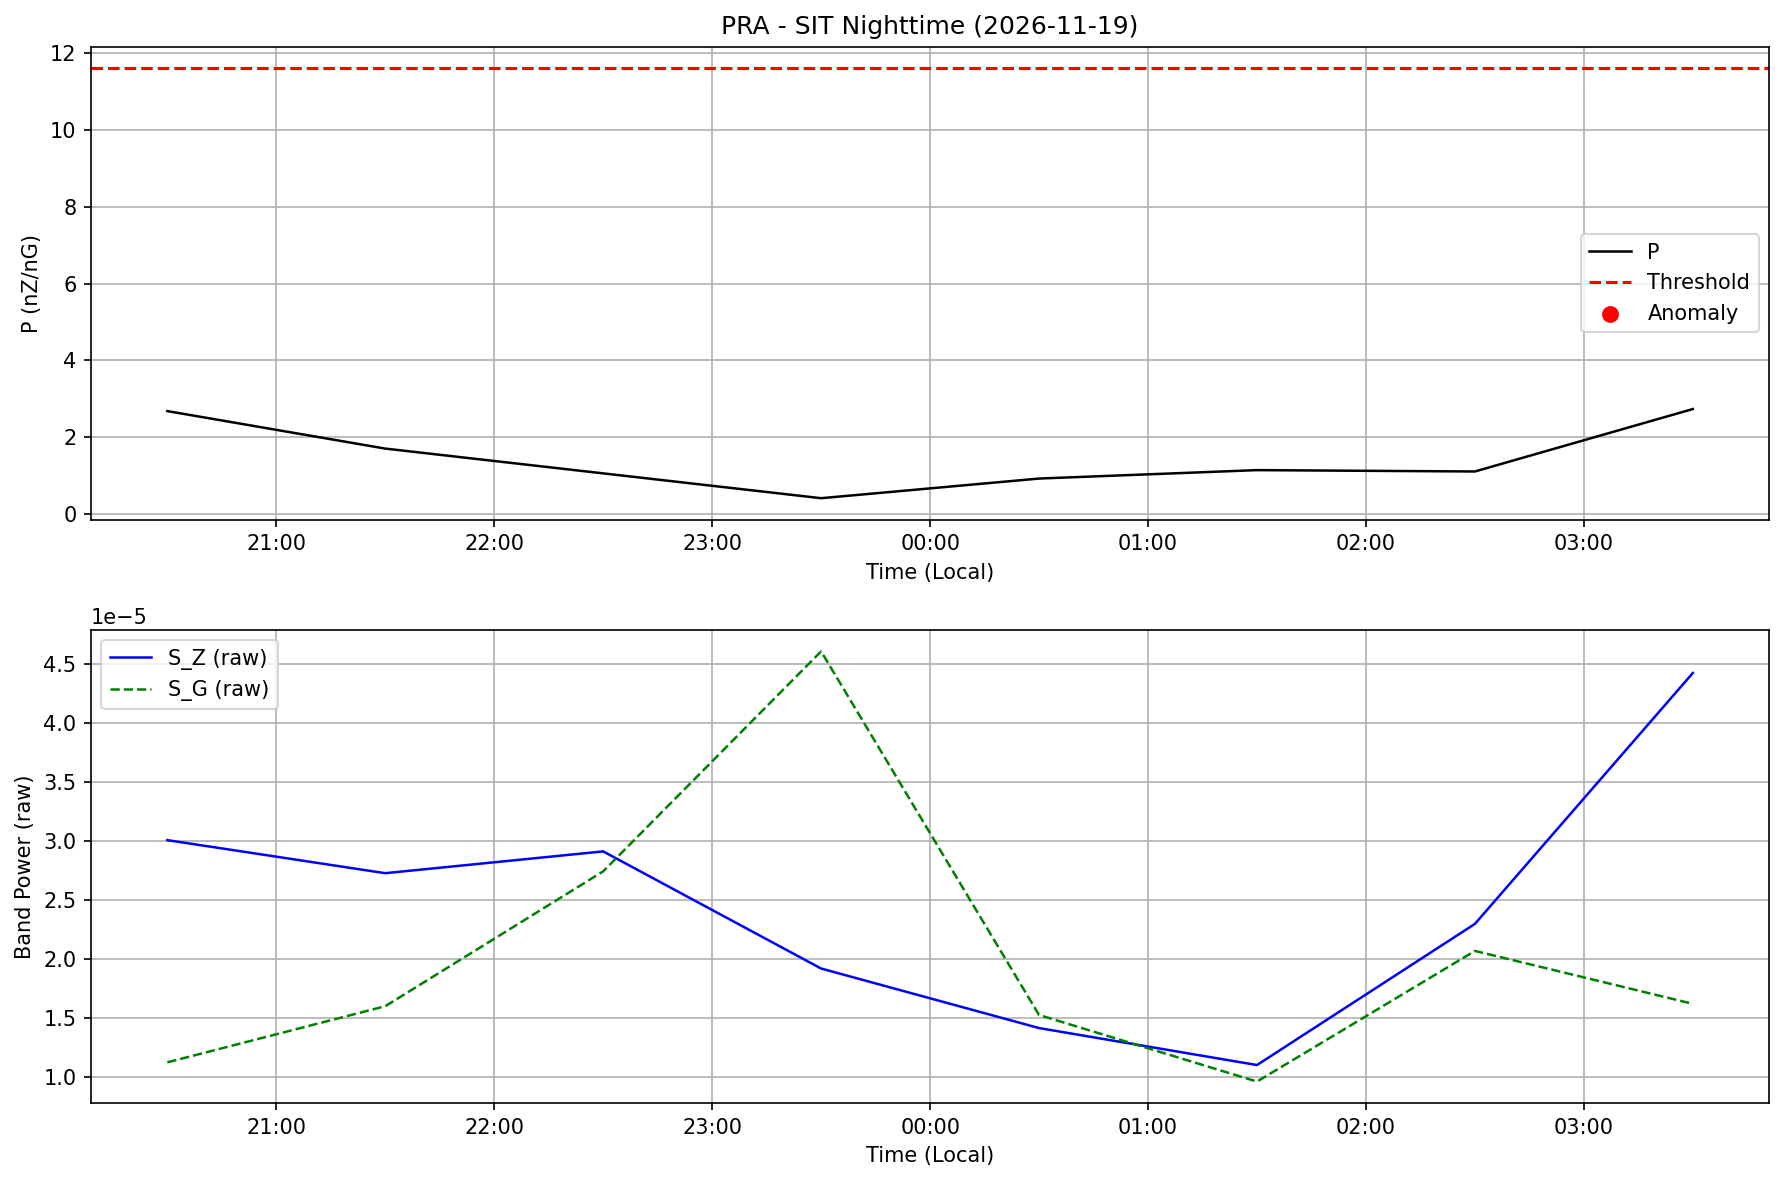 PRA - SIT Nighttime (2026-11-19)
12
10
8
6
4
2
0
P (nZ/nG)
P
Threshold
Anomaly
21:00 22:00 23:00 00:00 01:00 02:00 03:00
Time (Local)
1e−5
4.5
4.0
3.5
3.0
2.5
2.0
1.5
1.0
Band Power (raw)
S_Z (raw)
S_G (raw)
21:00 22:00 23:00 00:00 01:00 02:00 03:00
Time (Local)